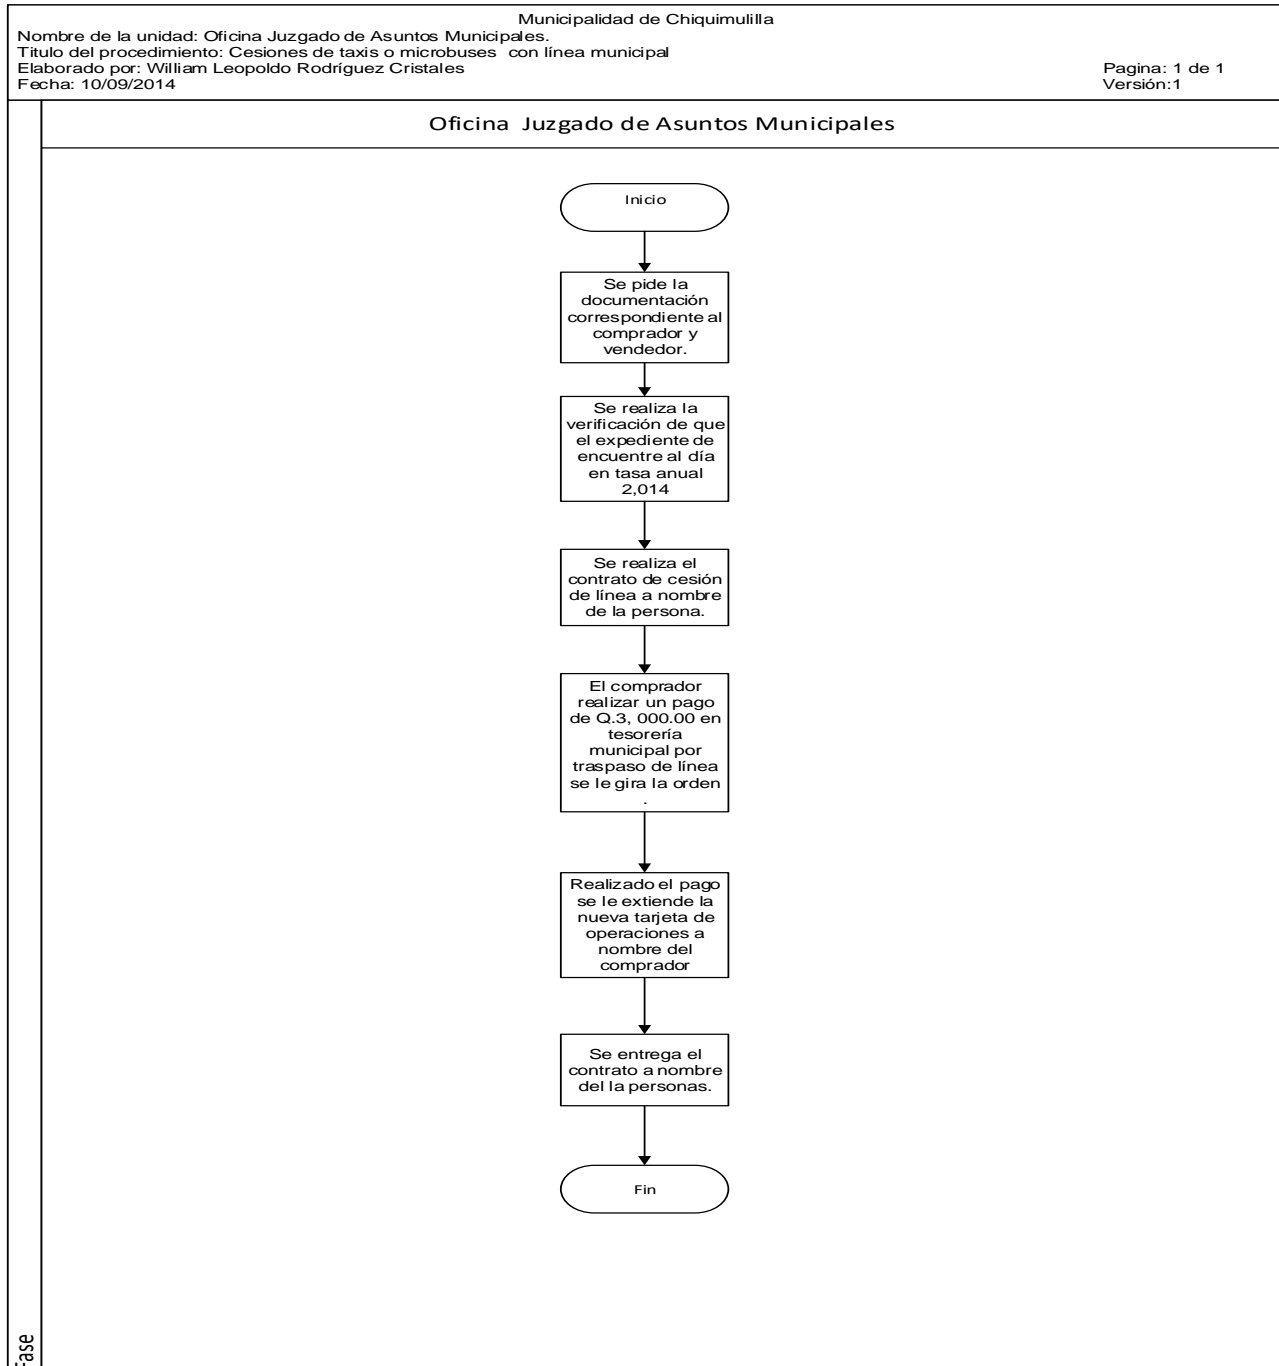 Municipalidad de Chiquimulilla
Nombre de la unidad: Oficina Juzgado de Asuntos Municipales.
Titulo del procedimiento: Cesiones de taxis o microbuses con línea municipal
Elaborado por: William Leopoldo Rodríguez Cristales
Pagina: 1 de 1
Fecha: 10/09/2014
Versión:1
Oficina Juzgado de Asuntos Municipales
Inicio
Se pide la
documentación
correspondiente al
comprador y
vendedor.
Se realiza la
verificación de que
el expediente de
encuentre al día
en tasa anual
2,014
Se realiza el
contrato de cesión
de línea a nombre
de la persona.
El comprador
realizar un pago
de Q.3, 000.00 en
tesorería
municipal por
traspaso de línea
se le gira la orden
.
Realizado el pago
se le extiende la
nueva tarjeta de
operaciones a
nombre del
comprador
Se entrega el
contrato a nombre
del la personas.
Fin
Fase